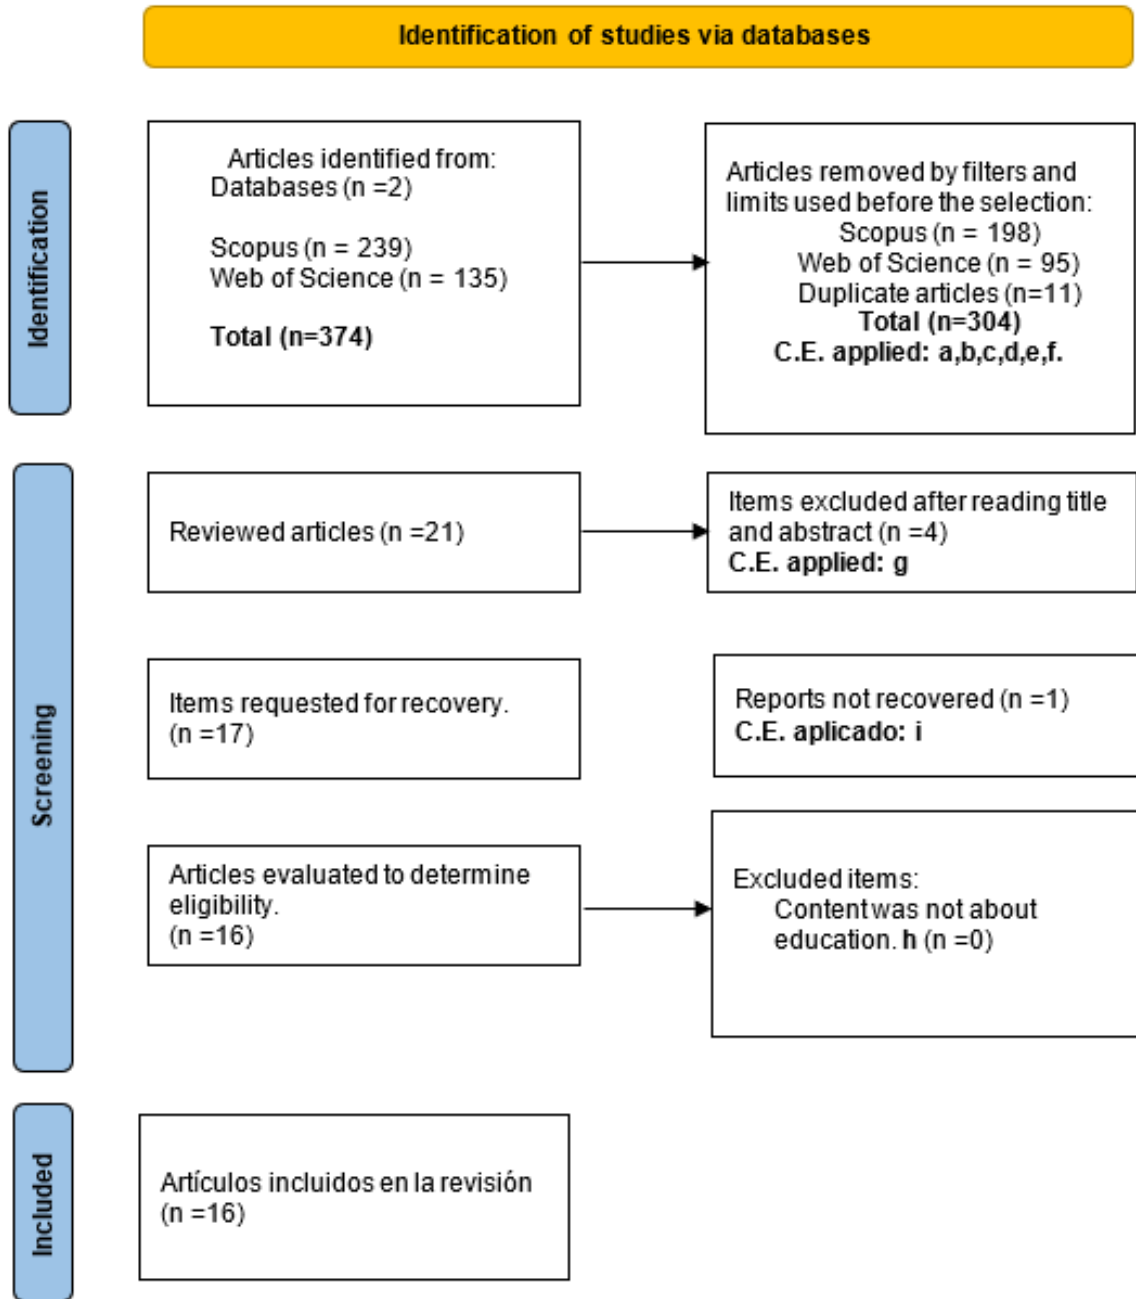 Identification of studies via databases
Identification
Articles identified from:
Databases (n =2)
Scopus (n = 239)
Web of Science (n = 135)
Total (n=374)
Articles removed by filters and
limits used before the selection:
Scopus (n = 198)
Web of Science (n = 95)
Duplicate articles (n=11)
Total (n=304)
C.E. applied: a,b,c,d,e,f.
Screening
Reviewed articles (n =21)
Items excluded after reading title
and abstract (n =4)
C.E. applied: g
Items requested for recovery.
(n =17)
Reports not recovered (n =1)
C.E. aplicado: i
Articles evaluated to determine
eligibility.
(n =16)
Excluded items:
Content was not about
education. h (n =0)
Included
Artículos incluidos en la revisión
(n =16)